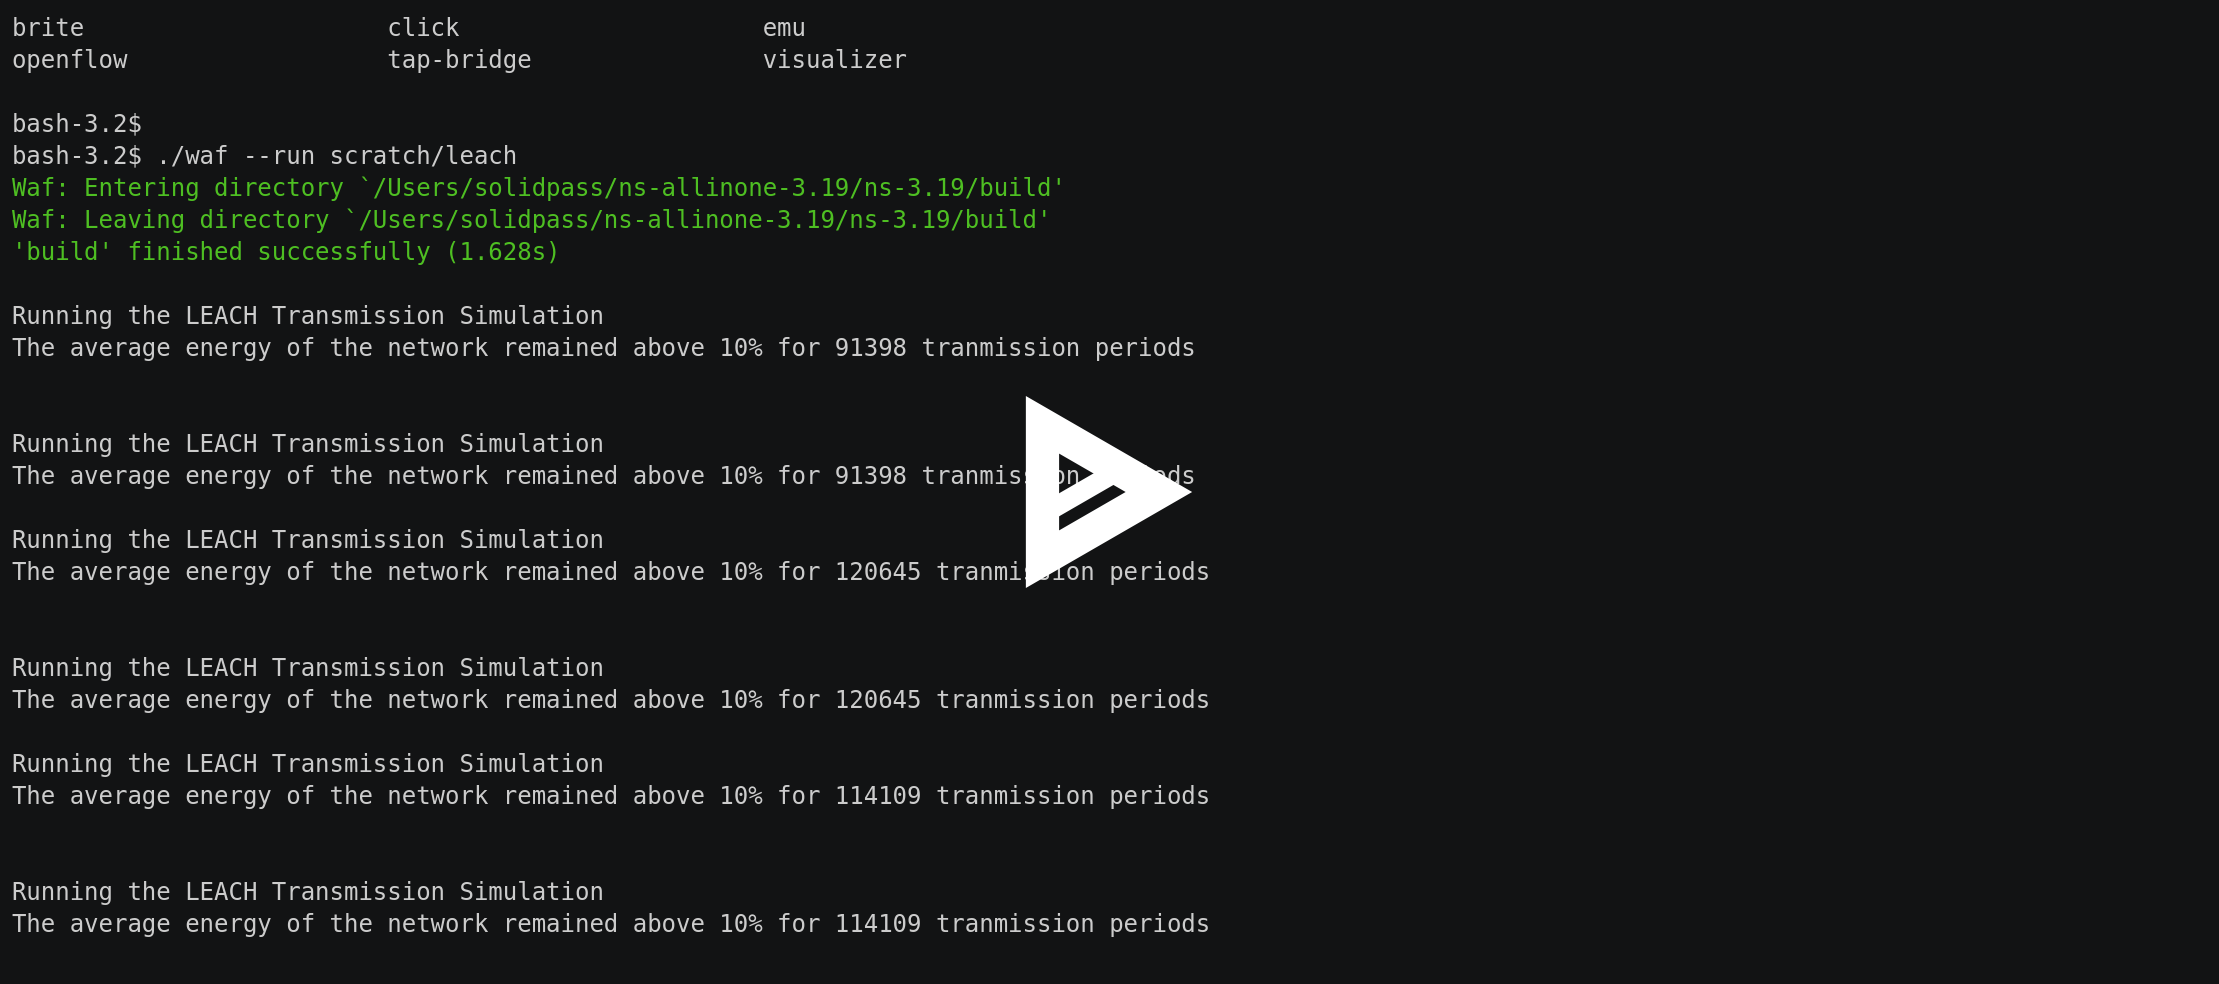 brite click emu
openflow tap-bridge visualizer
bash-3.2$
bash-3.2$ ./waf --run scratch/leach
Waf: Entering directory `/Users/solidpass/ns-allinone-3.19/ns-3.19/build'
Waf: Leaving directory `/Users/solidpass/ns-allinone-3.19/ns-3.19/build'
'build' finished successfully (1.628s)
Running the LEACH Transmission Simulation
The average energy of the network remained above 10% for 91398 tranmission periods
Running the LEACH Transmission Simulation
The average energy of the network remained above 10% for 91398 tranmission periods
Running the LEACH Transmission Simulation
The average energy of the network remained above 10% for 120645 tranmission periods
Running the LEACH Transmission Simulation
The average energy of the network remained above 10% for 120645 tranmission periods
Running the LEACH Transmission Simulation
The average energy of the network remained above 10% for 114109 tranmission periods
Running the LEACH Transmission Simulation
The average energy of the network remained above 10% for 114109 tranmission periods